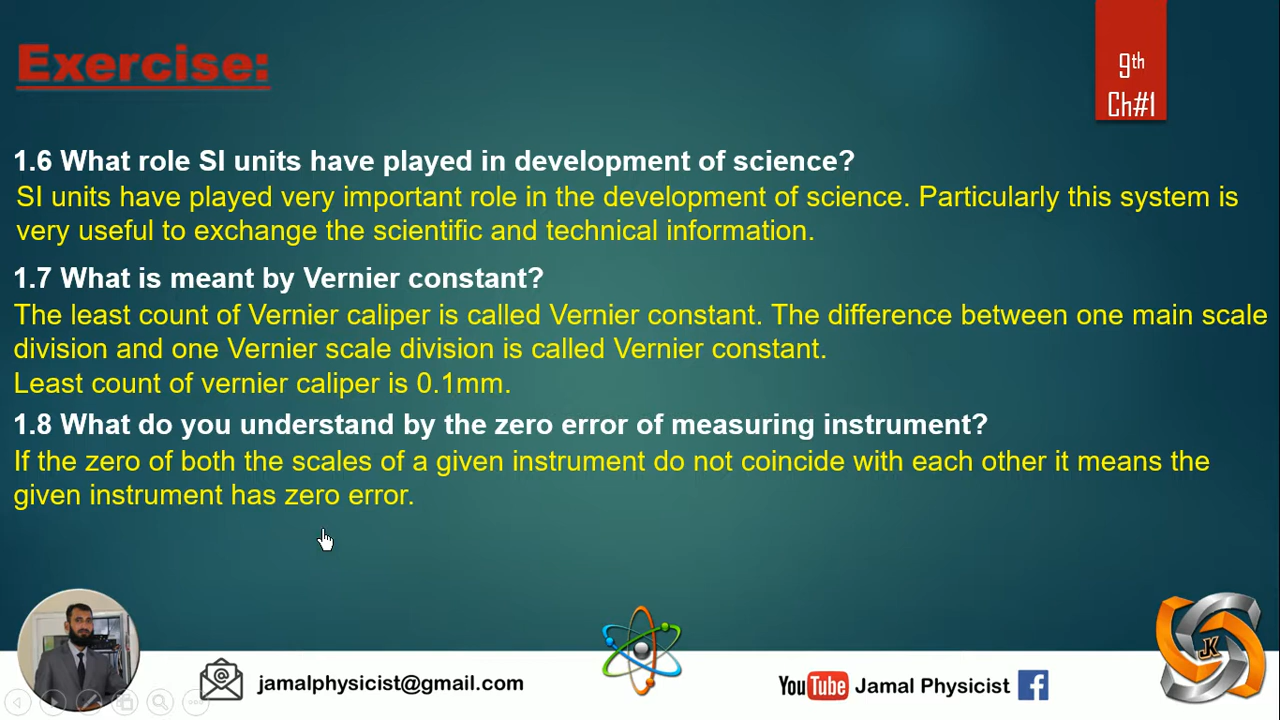 Exercise:
9th
Ch#1
1.6 What role SI units have played in development of science?
SI units have played very important role in the development of science. Particularly this system is
very useful to exchange the scientific and technical information.
1.7 What is meant by Vernier constant?
The least count of Vernier caliper is called Vernier constant. The difference between one main scale
division and one Vernier scale division is called Vernier constant.
Least count of vernier caliper is 0.1mm.
1.8 What do you understand by the zero error of measuring instrument?
If the zero of both the scales of a given instrument do not coincide with each other it means the
given instrument has zero error.
jamalphysicist@gmail.com
YouTube Jamal Physicist f
JK